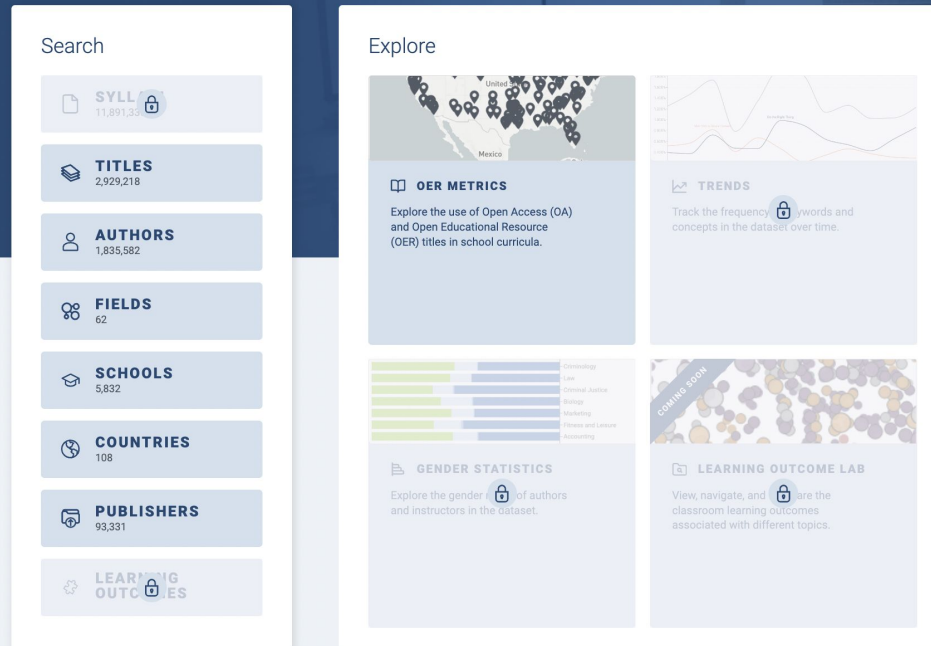 Search
TITLES
2,929,218
AUTHORS
1,835,582
FIELDS
62
SCHOOLS
5,832
COUNTRIES
108
PUBLISHERS
93,331
Explore
United
Mexico
OER METRICS
Explore the use of Open Access (OA)
and Open Educational Resource
(OER) titles in school curricula.
TRENDS
Track the frequency
and
concepts in the dataset over time.
Criminology
Law
Criminal Justice
Biology
Marketing
Fitness and Leisure
Accounting
GENDER STATISTICS
Explore the gender
of authors
and instructors in the dataset.
COMING SOON
LEARNING OUTCOME LAB
View, navigate, and
the
classroom learning outcomes
associated with different topics.